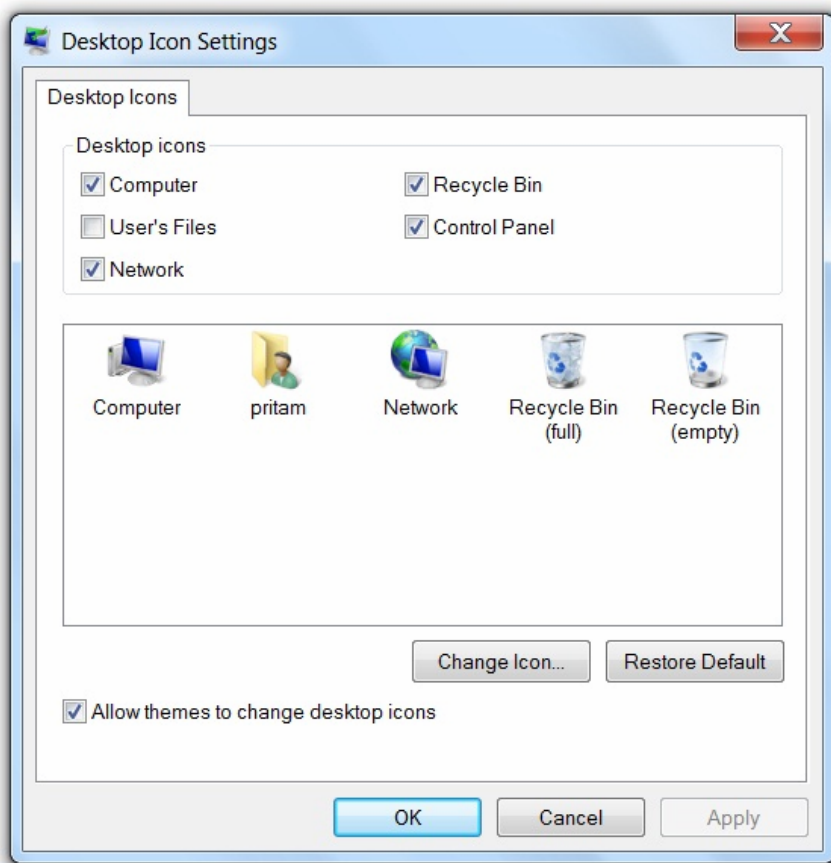 Desktop Icon Settings
Desktop Icons
Desktop icons
Computer
Recycle Bin
User's Files
Control Panel
Network
Computer
pritam
Network
Recycle Bin
(full)
Recycle Bin
(empty)
Change Icon...
Restore Default
Allow themes to change desktop icons
OK
Cancel
Apply